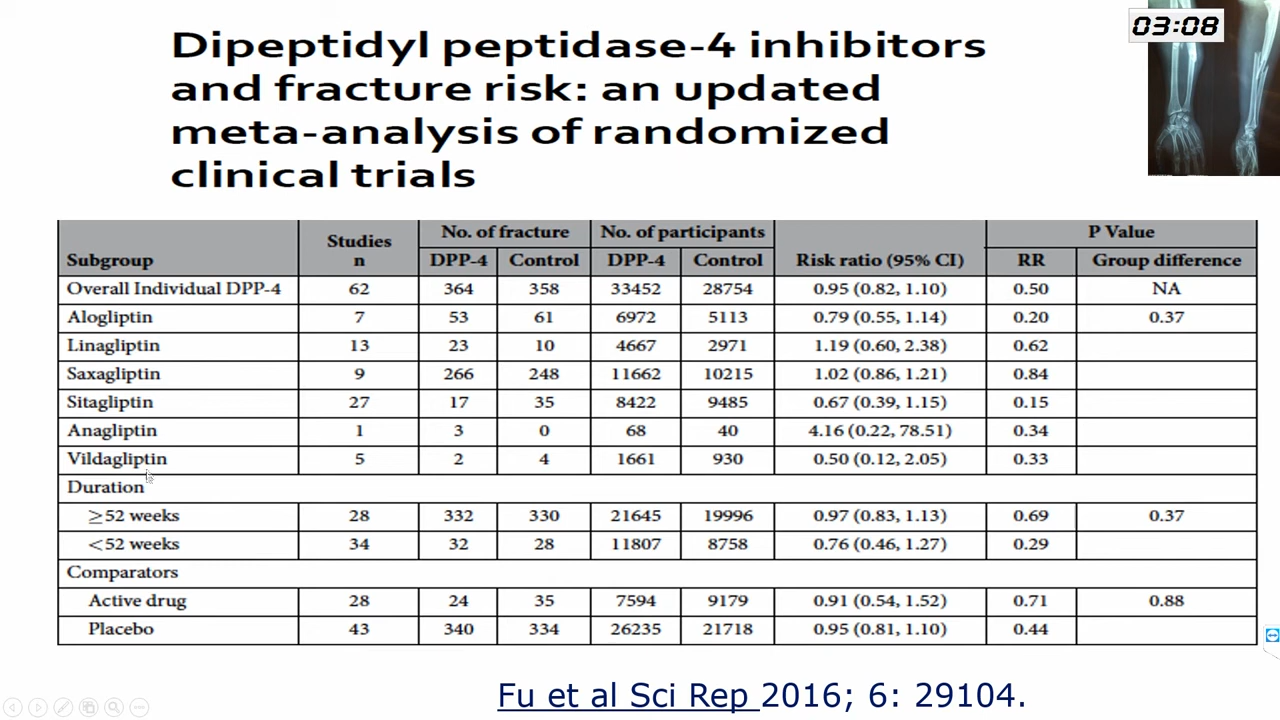 Dipeptidyl peptidase-4 inhibitors
and fracture risk: an updated
meta-analysis of randomized
clinical trials
03:08
Subgroup Studies n No. of fracture No. of participants Risk ratio (95% CI) P Value
DPP-4 Control DPP-4 Control RR Group difference
Overall Individual DPP-4 62 364 358 33452 28754 0.95 (0.82, 1.10) 0.50 NA
Alogliptin 7 53 61 6972 5113 0.79 (0.55, 1.14) 0.20 0.37
Linagliptin 13 23 10 4667 2971 1.19 (0.60, 2.38) 0.62
Saxagliptin 9 266 248 11662 10215 1.02 (0.86, 1.21) 0.84
Sitagliptin 27 17 35 8422 9485 0.67 (0.39, 1.15) 0.15
Anagliptin 1 3 0 68 40 4.16 (0.22, 78.51) 0.34
Vildagliptin 5 2 4 1661 930 0.50 (0.12, 2.05) 0.33
Duration
≥52 weeks 28 332 330 21645 19996 0.97 (0.83, 1.13) 0.69 0.37
<52 weeks 34 32 28 11807 8758 0.76 (0.46, 1.27) 0.29
Comparators
Active drug 28 24 35 7594 9179 0.91 (0.54, 1.52) 0.71 0.88
Placebo 43 340 334 26235 21718 0.95 (0.81, 1.10) 0.44
Fu et al Sci Rep 2016; 6: 29104.